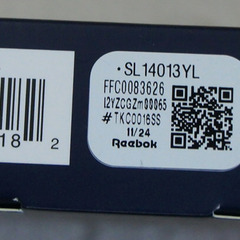 •SL14013YL
FFC0083626
I2YZCGZm00065
#TKC0016SS
11/24
Reebok
18 2